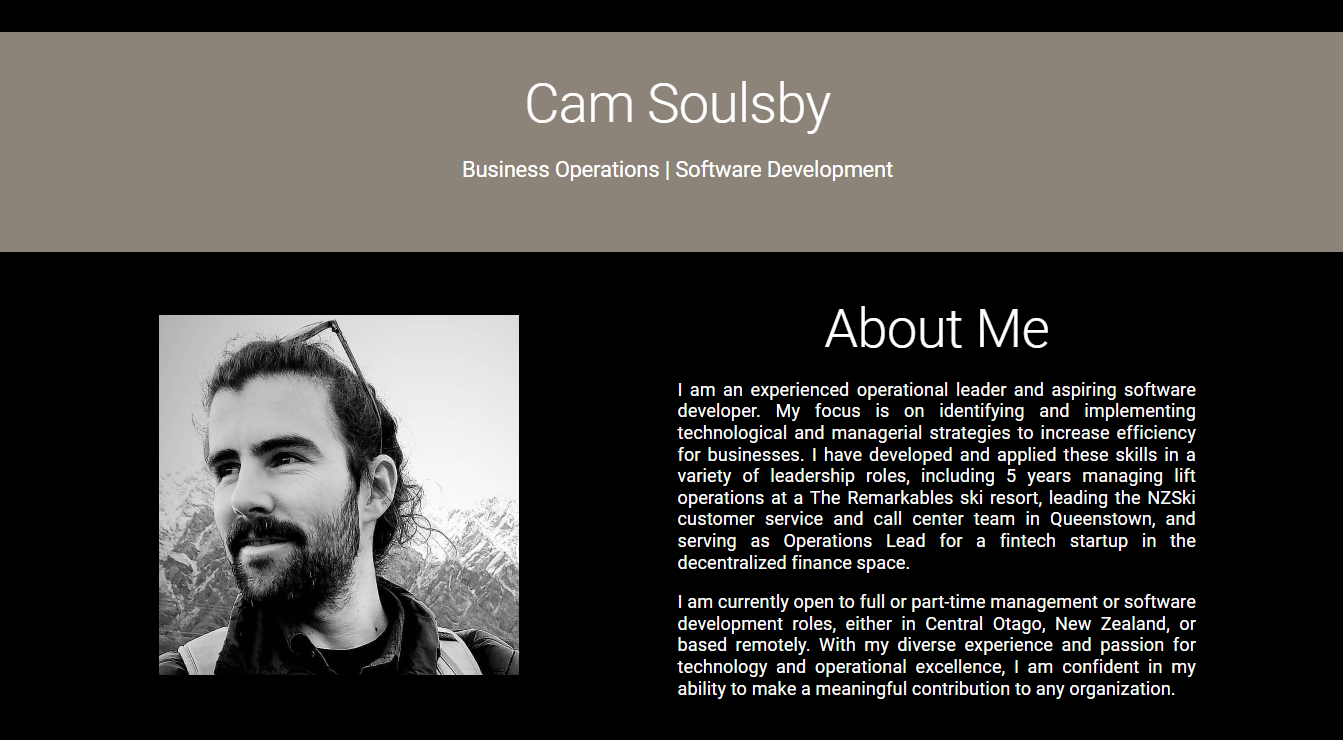 Cam Soulsby
Business Operations | Software Development
About Me
I am an experienced operational leader and aspiring software
developer. My focus is on identifying and implementing
technological and managerial strategies to increase efficiency
for businesses. I have developed and applied these skills in a
variety of leadership roles, including 5 years managing lift
operations at a The Remarkables ski resort, leading the NZSki
customer service and call center team in Queenstown, and
serving as Operations Lead for a fintech startup in the
decentralized finance space.
I am currently open to full or part-time management or software
development roles, either in Central Otago, New Zealand, or
based remotely. With my diverse experience and passion for
technology and operational excellence, I am confident in my
ability to make a meaningful contribution to any organization.